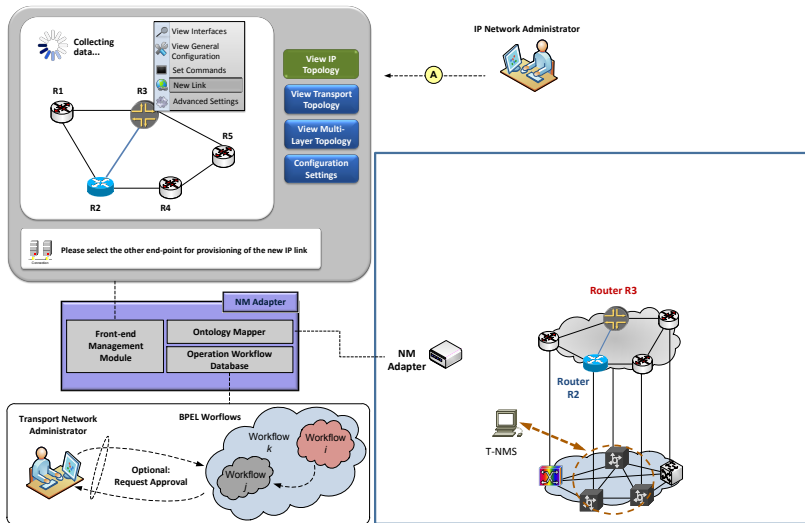 Collecting
data...
View Interfaces
View General
Configuration
Set Commands
New Link
Advanced Settings
R1
R3
R5
R2
R4
View IP
Topology
View Transport
Topology
View Multi-
Layer Topology
Configuration
Settings
Please select the other end-point for provisioning of the new IP link
IP Network Administrator
A
NM Adapter
Front-end
Management
Module
Ontology Mapper
Operation Workflow
Database
NM
Adapter
Router R3
Router
R2
T-NMS
Transport Network
Administrator
BPEL Worflows
Optional:
Request Approval
Workflow
k
Workflow
i
Workflow
j